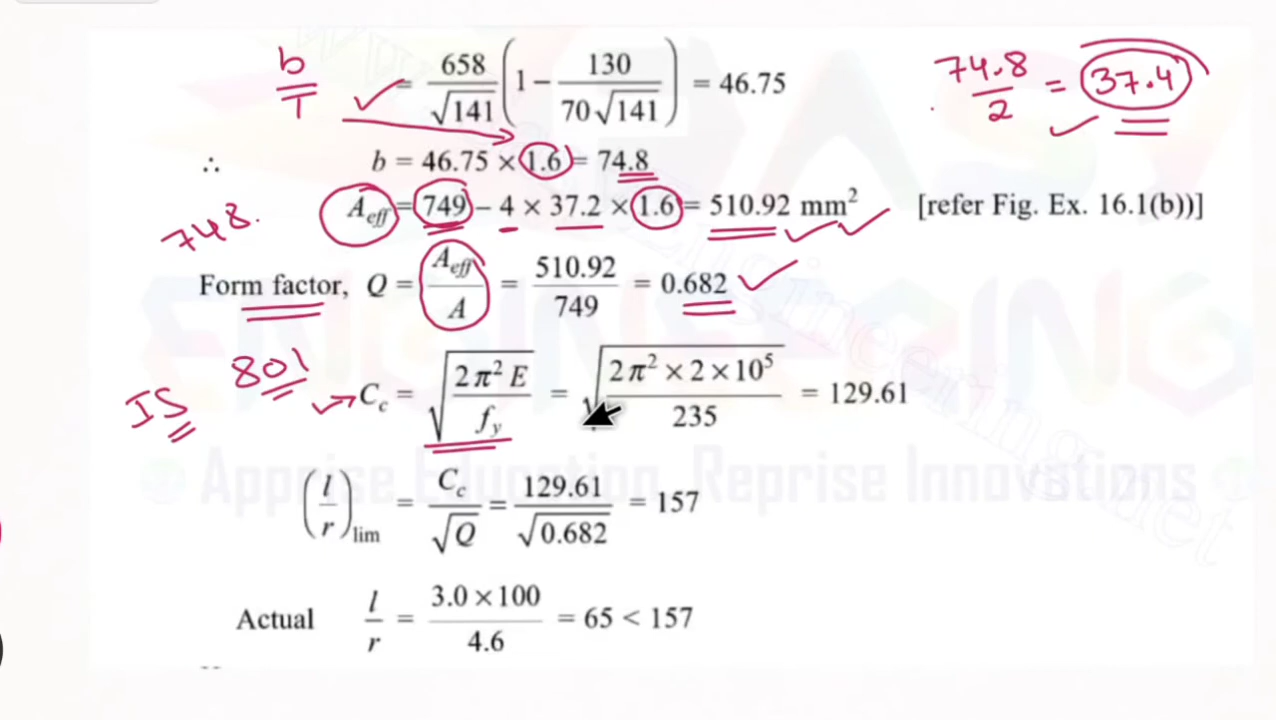 b/T = 658/√141 (1 − 130/70√141) = 46.75
74.8/2 = 37.4
∴ b = 46.75 × 1.6 = 74.8
A_eff = 749 − 4 × 37.2 × 1.6 = 510.92 mm² [refer Fig. Ex. 16.1(b))]
748.
Form factor, Q = A_eff/A = 510.92/749 = 0.682
IS 801
C_c = √(2π² E/f_y) = √(2π² × 2 × 10⁵/235) = 129.61
Apprise Education, Reprise Innovations
(l/r)_lim = C_c/√Q = 129.61/√0.682 = 157
Actual l/r = 3.0 × 100/4.6 = 65 < 157